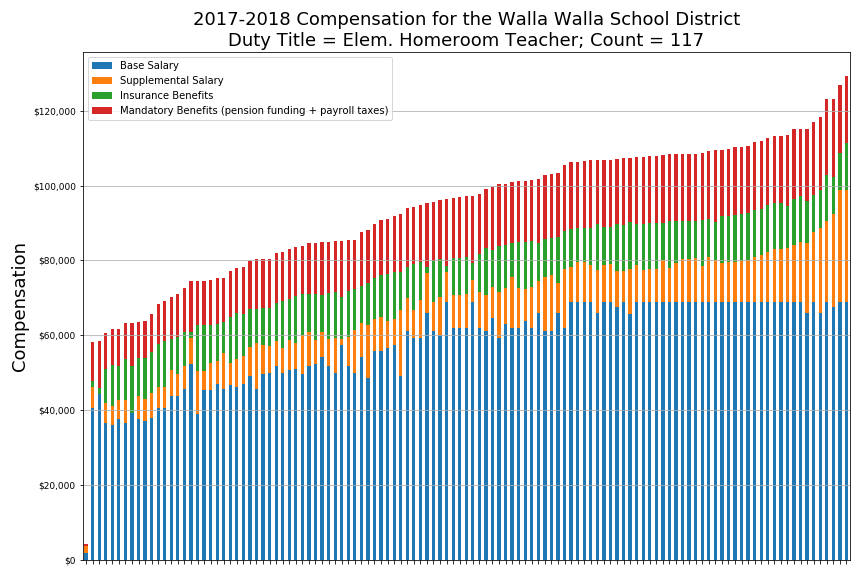 2017-2018 Compensation for the Walla Walla School District
Duty Title = Elem. Homeroom Teacher; Count = 117
Base Salary
Supplemental Salary
Insurance Benefits
Mandatory Benefits (pension funding + payroll taxes)
$120,000
$100,000
$80,000
$60,000
$40,000
$20,000
$0
Compensation